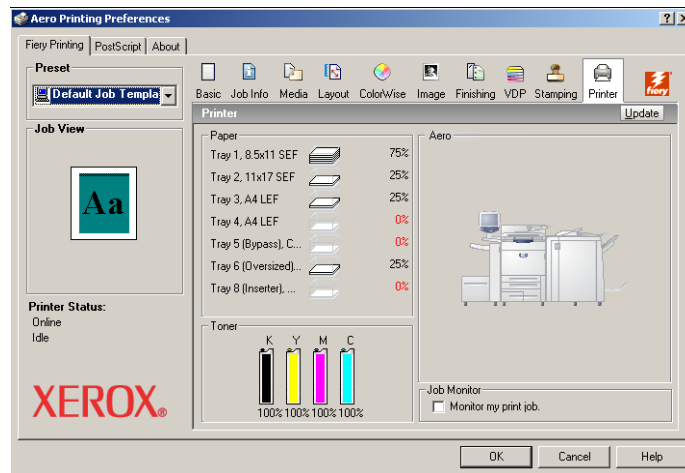 Aero Printing Preferences
Fiery Printing PostScript About
Preset
Default Job Templa
Job View
Aa
Printer Status:
Online
Idle
XEROX®
Basic Job Info Media Layout ColorWise Image Finishing VDP Stamping Printer fiery
Printer Update
Paper
Tray 1, 8.5x11 SEF 75%
Tray 2, 11x17 SEF 25%
Tray 3, A4 LEF 25%
Tray 4, A4 LEF 0%
Tray 5 (Bypass), C... 0%
Tray 6 (Oversized)... 25%
Tray 8 (Inserter), ... 0%
Toner
K Y M C
100% 100% 100% 100%
Aero
Job Monitor
Monitor my print job.
OK Cancel Help